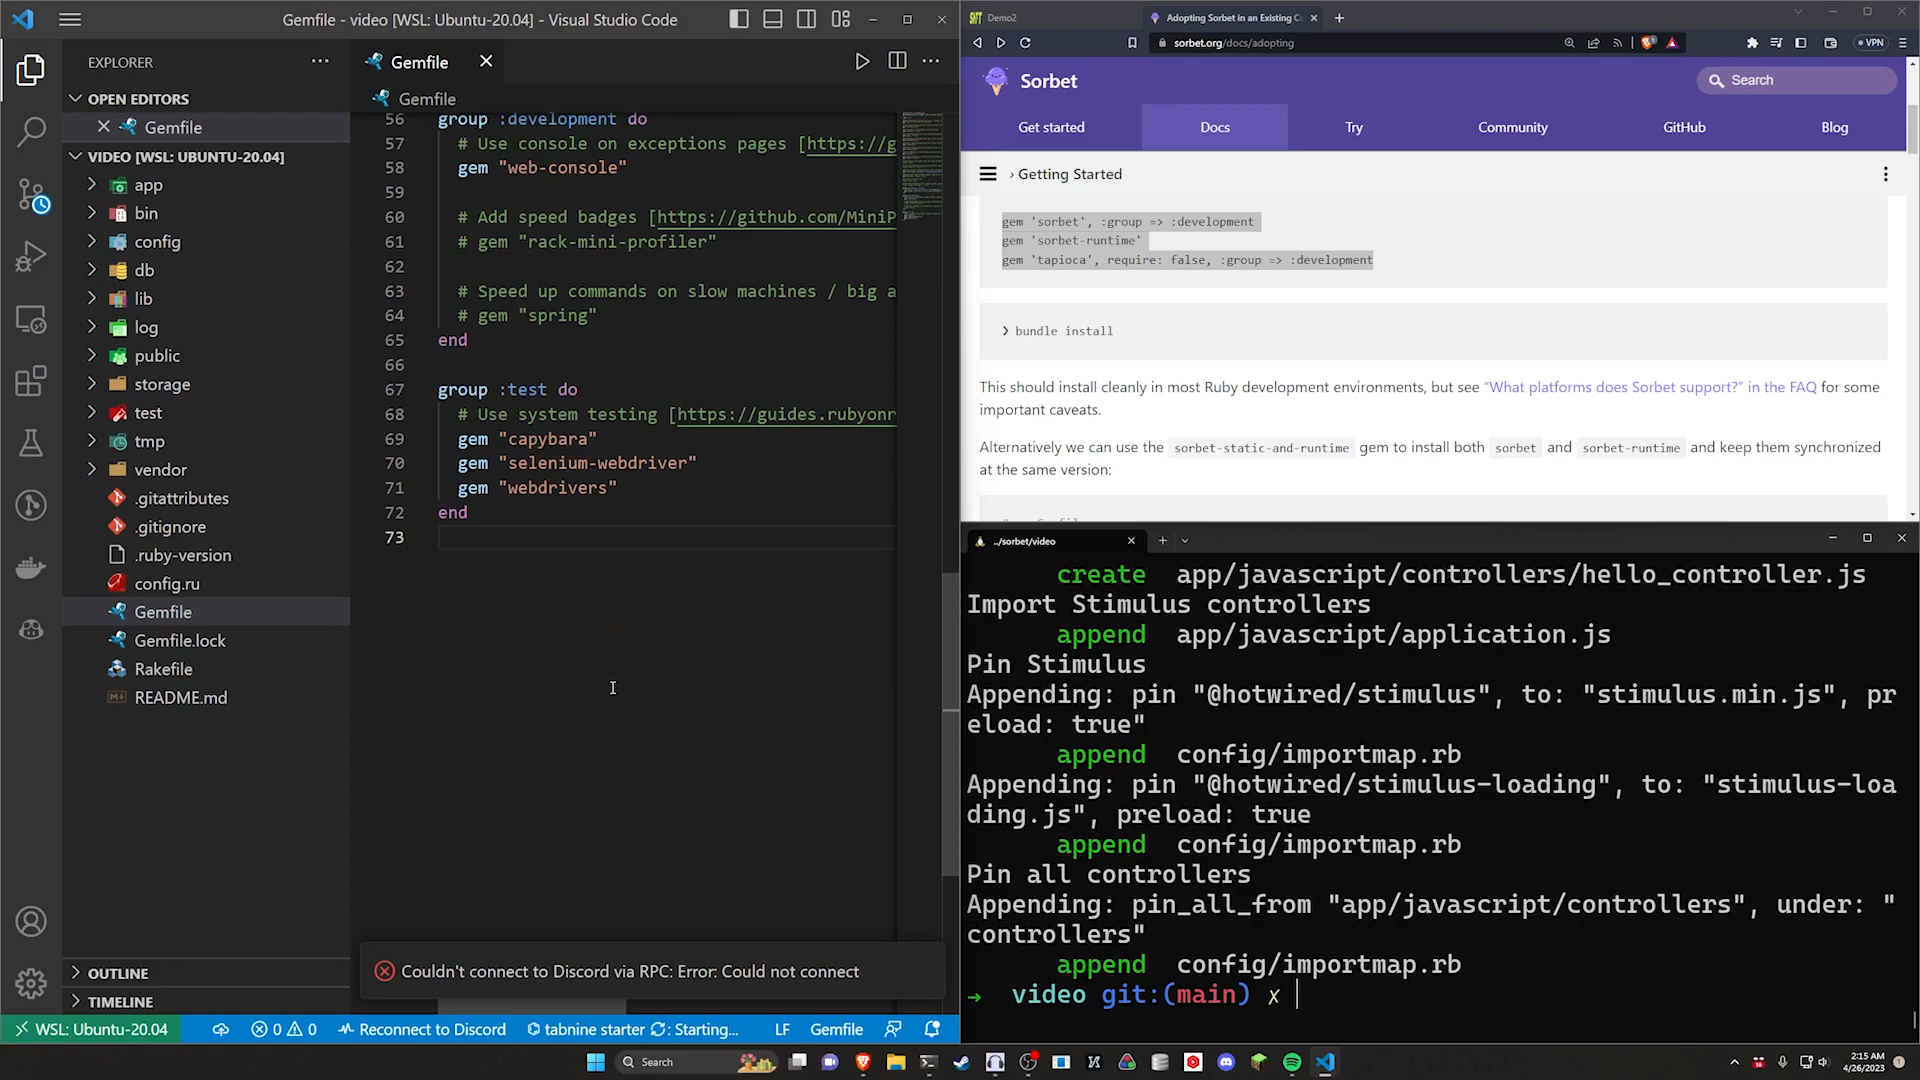 Gemfile - video [WSL: Ubuntu-20.04] - Visual Studio Code
EXPLORER
OPEN EDITORS
Gemfile
VIDEO [WSL: UBUNTU-20.04]
app
bin
config
db
lib
log
public
storage
test
tmp
vendor
.gitattributes
.gitignore
.ruby-version
config.ru
Gemfile
Gemfile.lock
Rakefile
README.md
OUTLINE
TIMELINE
Gemfile
Gemfile
56 group :development do
57 # Use console on exceptions pages [https://g
58 gem "web-console"
59
60 # Add speed badges [https://github.com/MiniP
61 # gem "rack-mini-profiler"
62
63 # Speed up commands on slow machines / big a
64 # gem "spring"
65 end
66
67 group :test do
68 # Use system testing [https://guides.rubyonr
69 gem "capybara"
70 gem "selenium-webdriver"
71 gem "webdrivers"
72 end
73
Couldn't connect to Discord via RPC: Error: Could not connect
WSL: Ubuntu-20.04 0 0 Reconnect to Discord tabnine starter : Starting... LF Gemfile
Demo2
Adopting Sorbet in an Existing Co
sorbet.org/docs/adopting
VPN
Sorbet
Search
Get started Docs Try Community GitHub Blog
› Getting Started
gem 'sorbet', :group => :development
gem 'sorbet-runtime'
gem 'tapioca', require: false, :group => :development
❯ bundle install
This should install cleanly in most Ruby development environments, but see “What platforms does Sorbet support?” in the FAQ for some
important caveats.
Alternatively we can use the sorbet-static-and-runtime gem to install both sorbet and sorbet-runtime and keep them synchronized
at the same version:
../sorbet/video
create app/javascript/controllers/hello_controller.js
Import Stimulus controllers
append app/javascript/application.js
Pin Stimulus
Appending: pin "@hotwired/stimulus", to: "stimulus.min.js", pr
eload: true"
append config/importmap.rb
Appending: pin "@hotwired/stimulus-loading", to: "stimulus-loa
ding.js", preload: true
append config/importmap.rb
Pin all controllers
Appending: pin_all_from "app/javascript/controllers", under: "
controllers"
append config/importmap.rb
→ video git:(main) ✗
Search
2:15 AM
4/26/2023